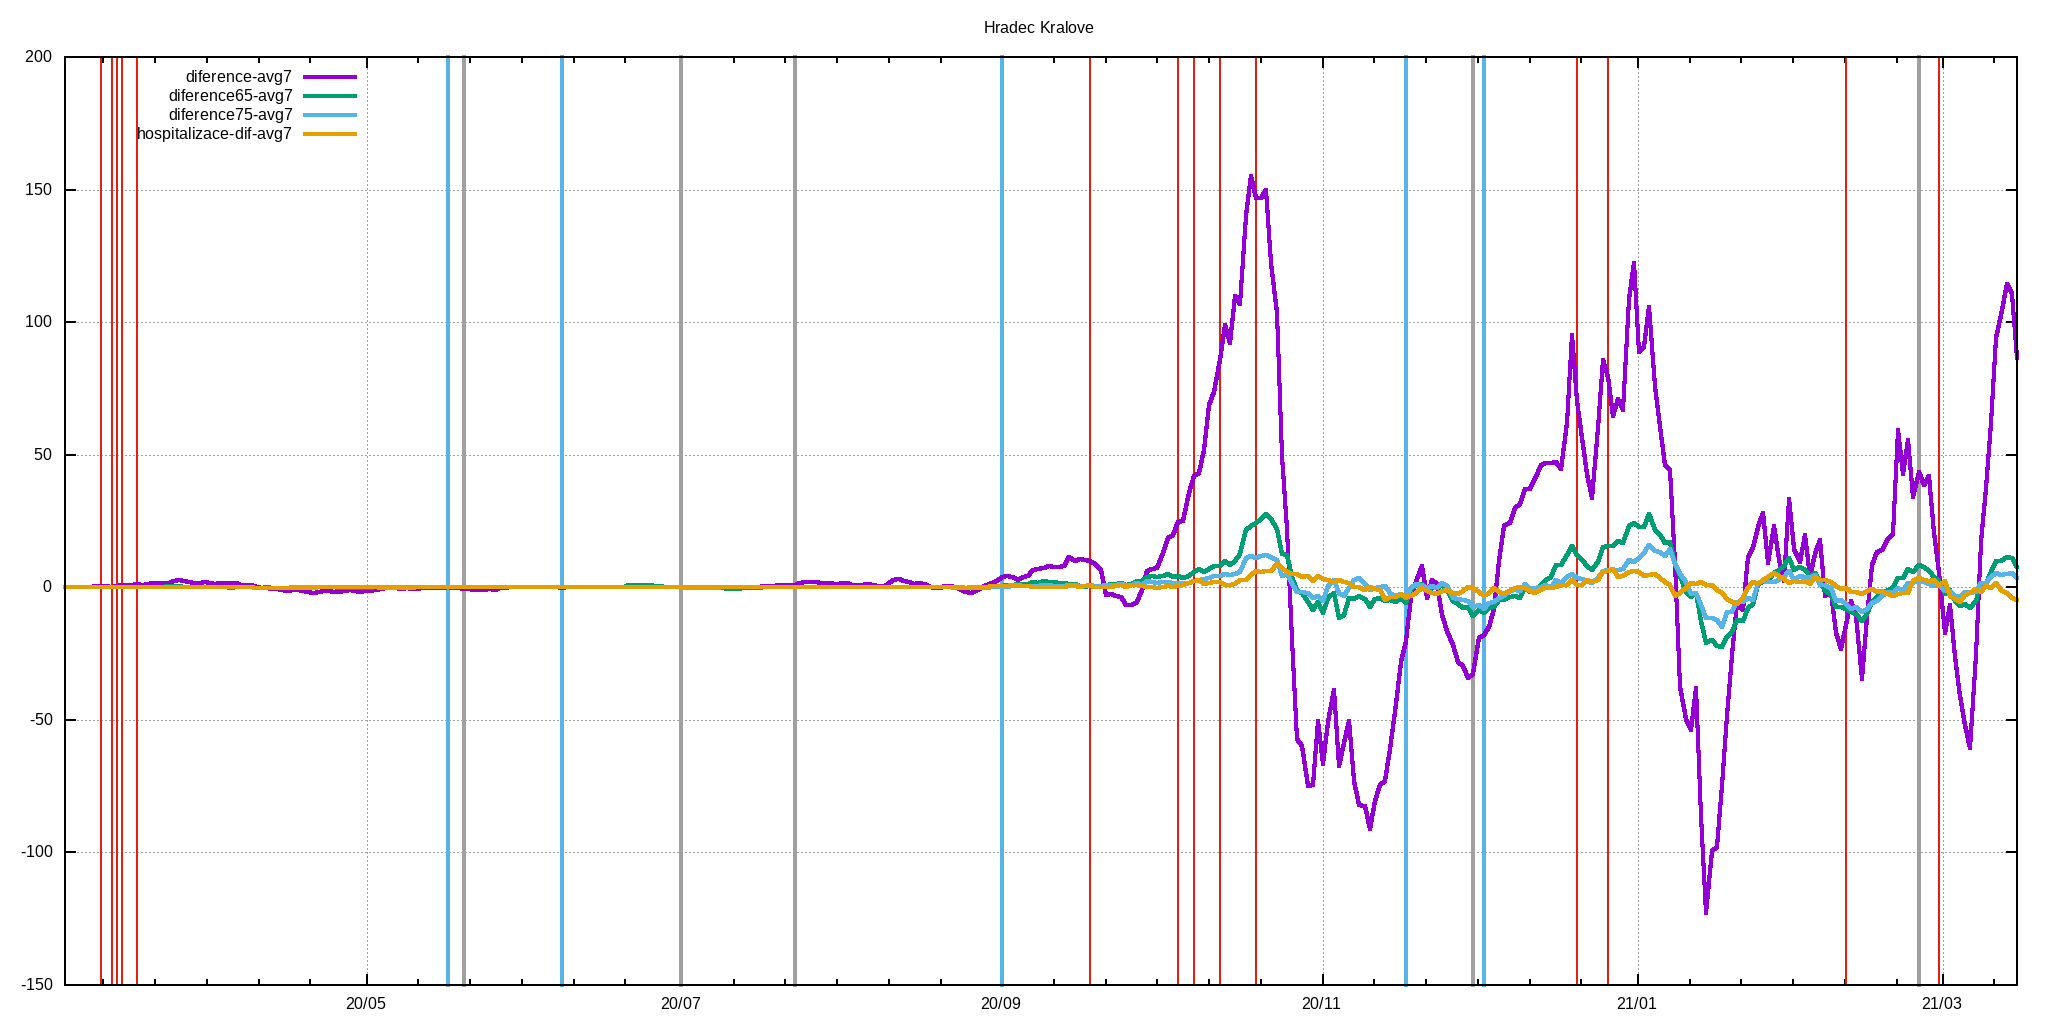 Hradec Kralove
200
150
100
50
0
-50
-100
-150
diference-avg7
diference65-avg7
diference75-avg7
hospitalizace-dif-avg7
20/05 20/07 20/09 20/11 21/01 21/03